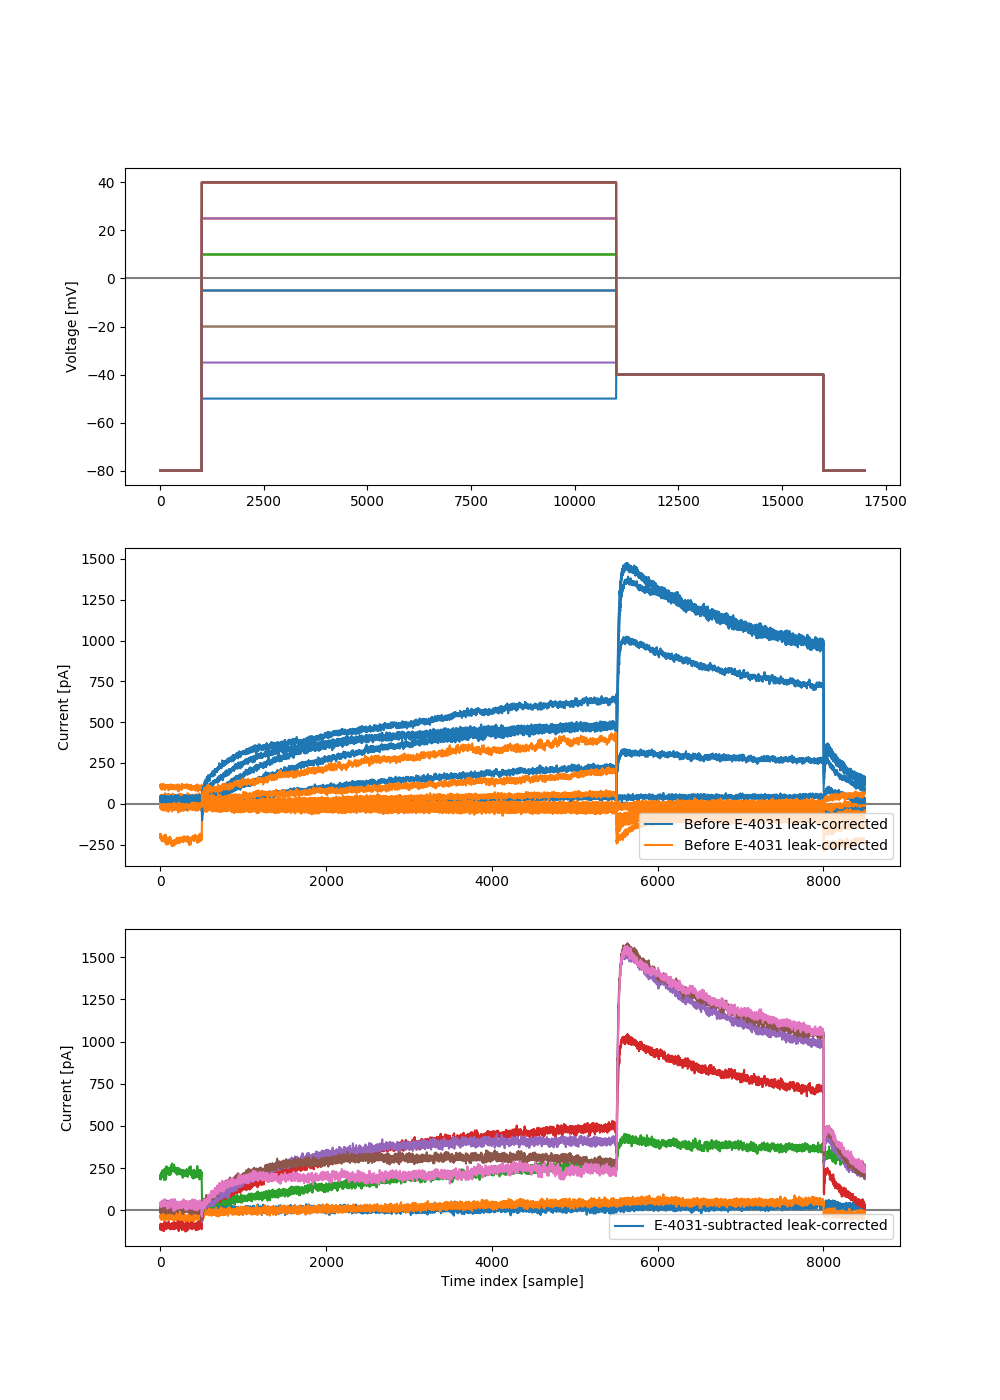 40
20
0
−20
−40
−60
−80
Voltage [mV]
0 2500 5000 7500 10000 12500 15000 17500
1500
1250
1000
750
500
250
0
−250
Current [pA]
Before E-4031 leak-corrected
Before E-4031 leak-corrected
0 2000 4000 6000 8000
1500
1250
1000
750
500
250
0
Current [pA]
E-4031-subtracted leak-corrected
0 2000 4000 6000 8000
Time index [sample]